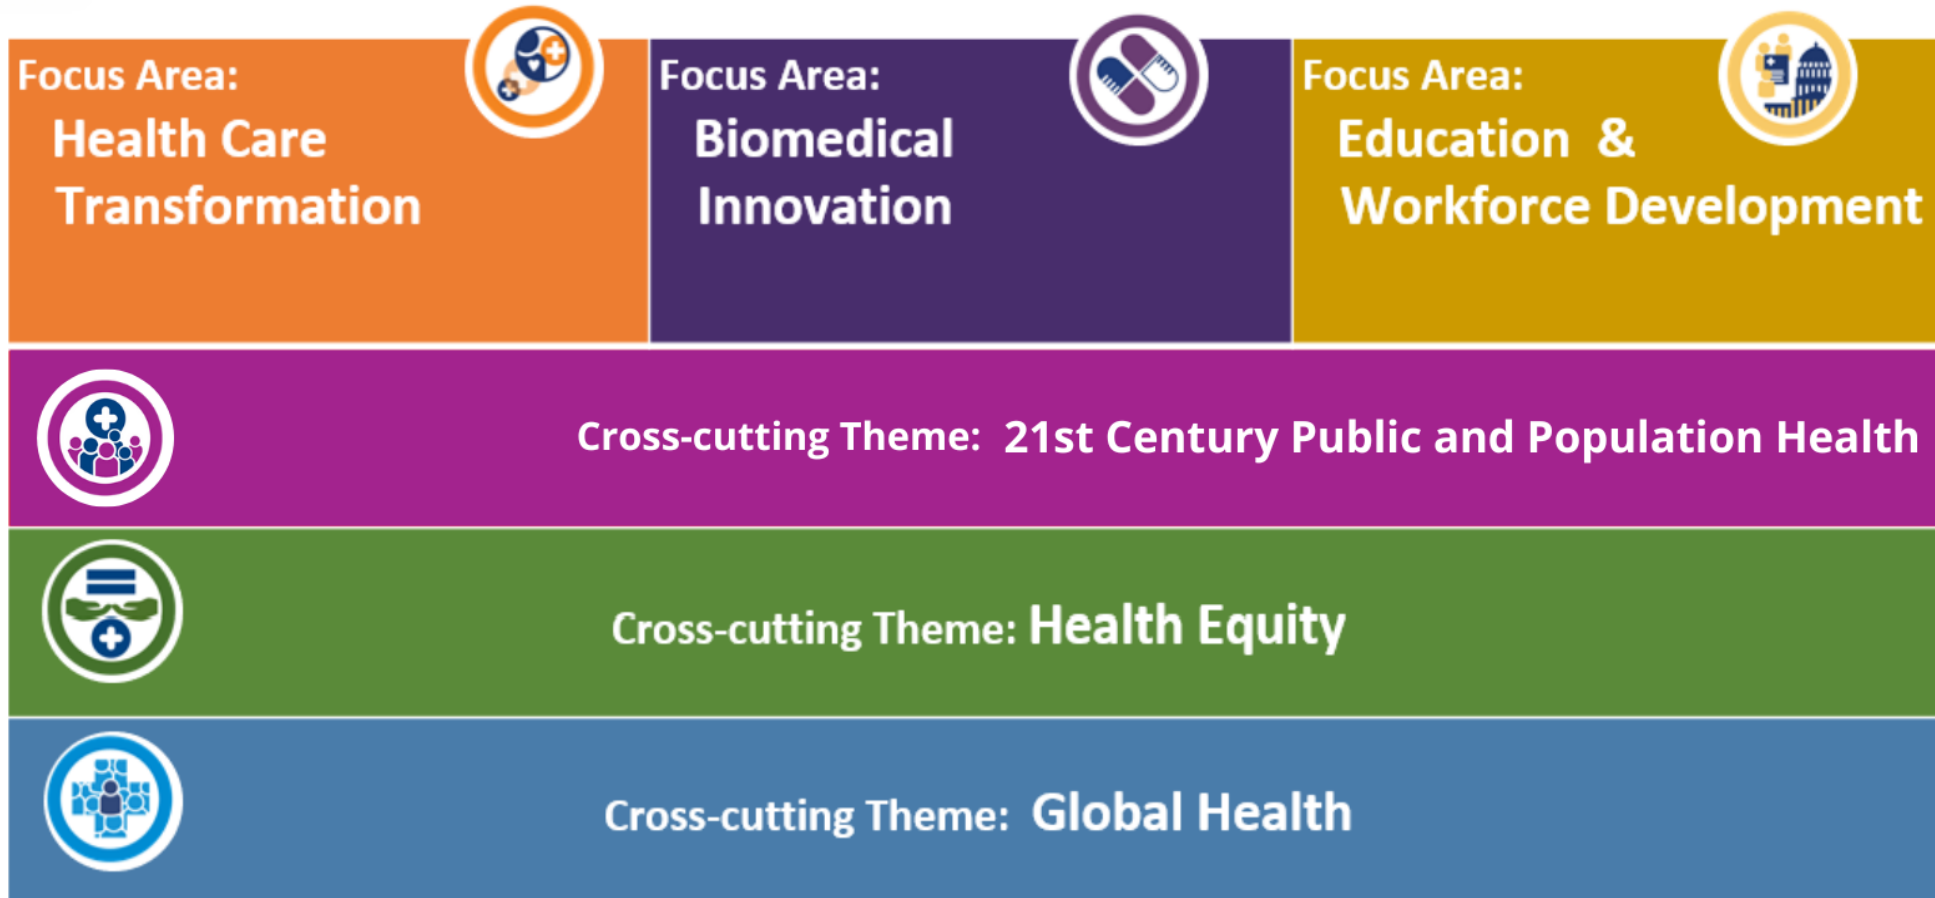 Focus Area:
Health Care
Transformation
Focus Area:
Biomedical
Innovation
Focus Area:
Education &
Workforce Development
Cross-cutting Theme: 21st Century Public and Population Health
Cross-cutting Theme: Health Equity
Cross-cutting Theme: Global Health